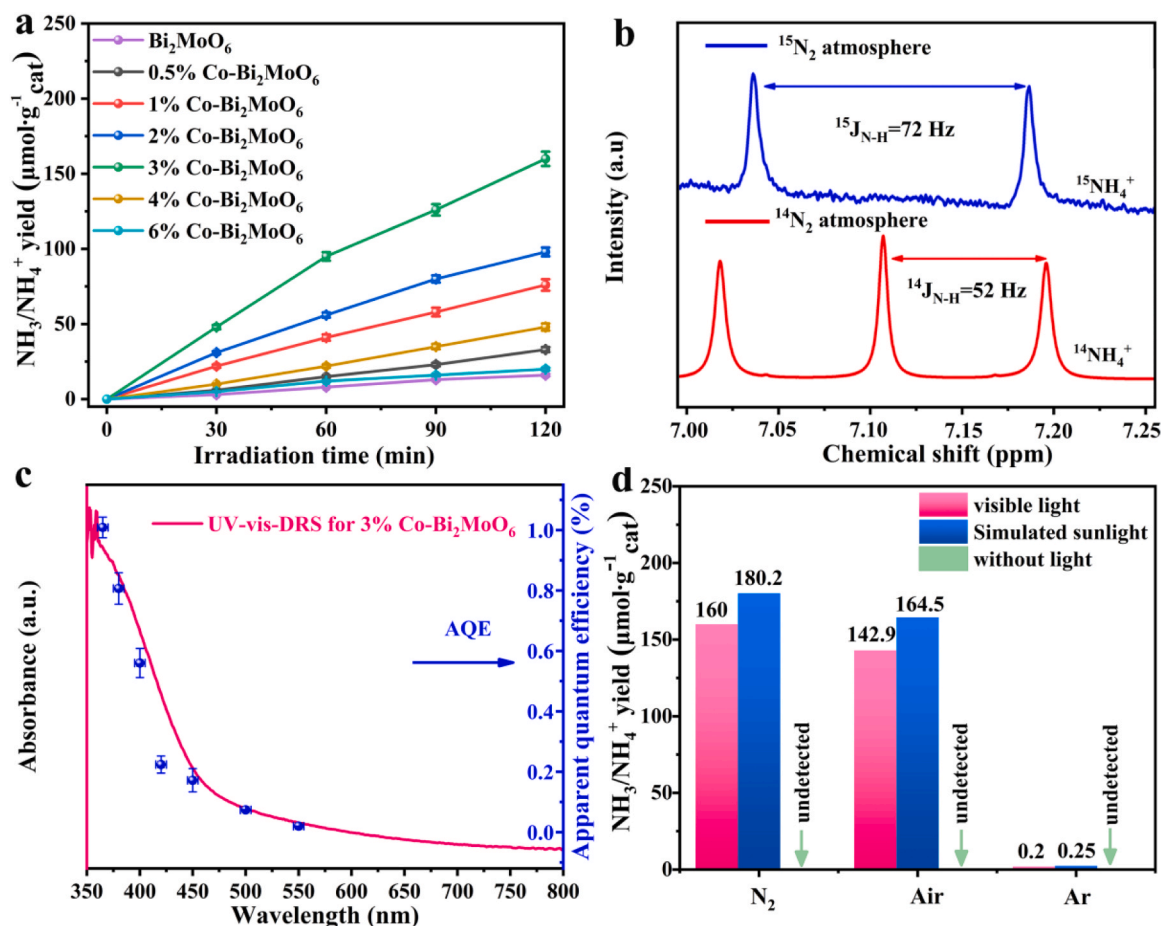 a
NH₃/NH₄⁺ yield (μmol·g⁻¹ cat)
250
200
150
100
50
0
Bi₂MoO₆
0.5% Co-Bi₂MoO₆
1% Co-Bi₂MoO₆
2% Co-Bi₂MoO₆
3% Co-Bi₂MoO₆
4% Co-Bi₂MoO₆
6% Co-Bi₂MoO₆
0 30 60 90 120
Irradiation time (min)
b
Intensity (a.u)
¹⁵N₂ atmosphere
¹⁵J_N-H=72 Hz
¹⁵NH₄⁺
¹⁴N₂ atmosphere
¹⁴J_N-H=52 Hz
¹⁴NH₄⁺
7.00 7.05 7.10 7.15 7.20 7.25
Chemical shift (ppm)
c
Absorbance (a.u.)
UV-vis-DRS for 3% Co-Bi₂MoO₆
AQE
1.0
0.8
0.6
0.4
0.2
0.0
Apparent quantum efficiency (%)
350 400 450 500 550 600 650 700 750 800
Wavelength (nm)
d
NH₃/NH₄⁺ yield (μmol·g⁻¹ cat)
250
200
150
100
50
0
visible light
Simulated sunlight
without light
160
180.2
undetected
142.9
164.5
undetected
0.2
0.25
undetected
N₂ Air Ar